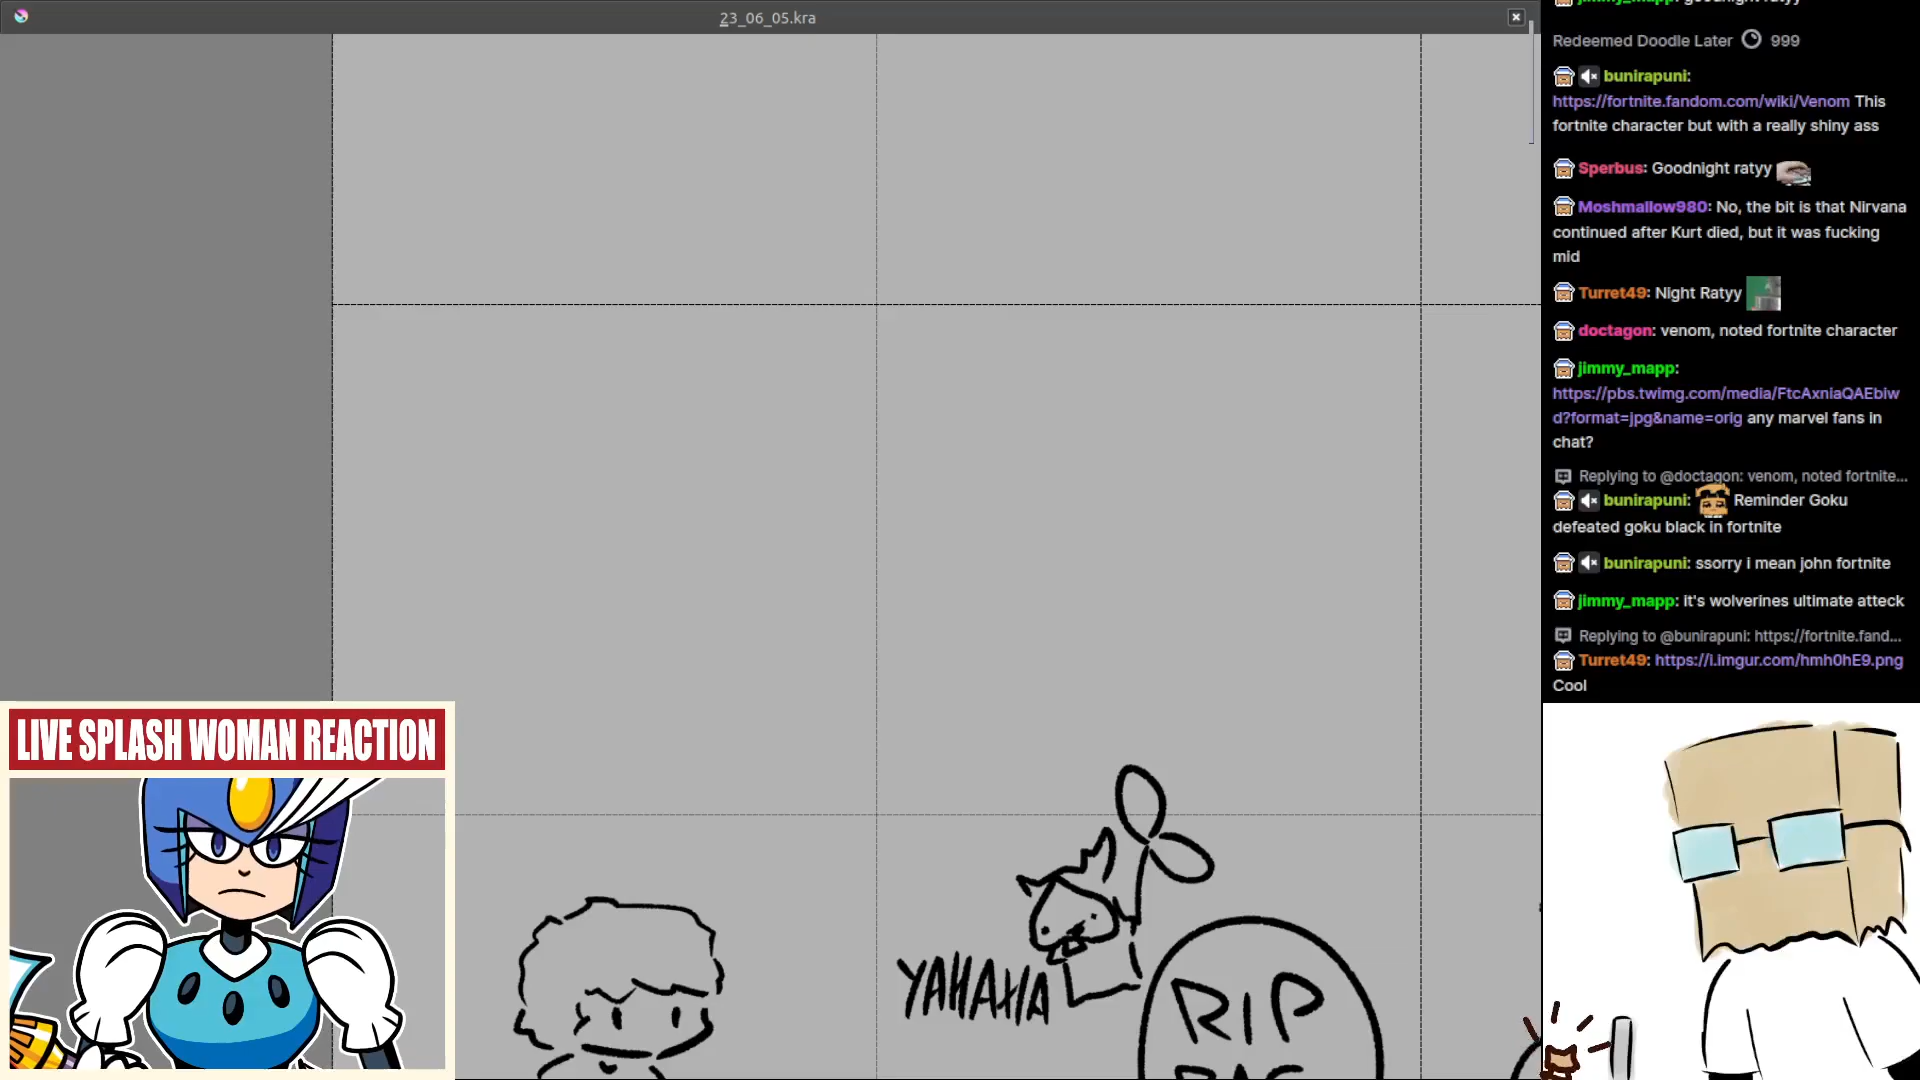 23_06_05.kra
jimmy_mapp: goodnight ratyy
Redeemed Doodle Later 999
bunirapuni:
https://fortnite.fandom.com/wiki/Venom This
fortnite character but with a really shiny ass
Sperbus: Goodnight ratyy
Moshmallow980: No, the bit is that Nirvana
continued after Kurt died, but it was fucking
mid
Turret49: Night Ratyy
doctagon: venom, noted fortnite character
jimmy_mapp:
https://pbs.twimg.com/media/FtcAxniaQAEbiw
d?format=jpg&name=orig any marvel fans in
chat?
Replying to @doctagon: venom, noted fortnite...
bunirapuni: Reminder Goku
defeated goku black in fortnite
bunirapuni: ssorry i mean john fortnite
jimmy_mapp: it's wolverines ultimate atteck
Replying to @bunirapuni: https://fortnite.fand...
Turret49: https://i.imgur.com/hmh0hE9.png
Cool
LIVE SPLASH WOMAN REACTION
YAHAHA
RIP